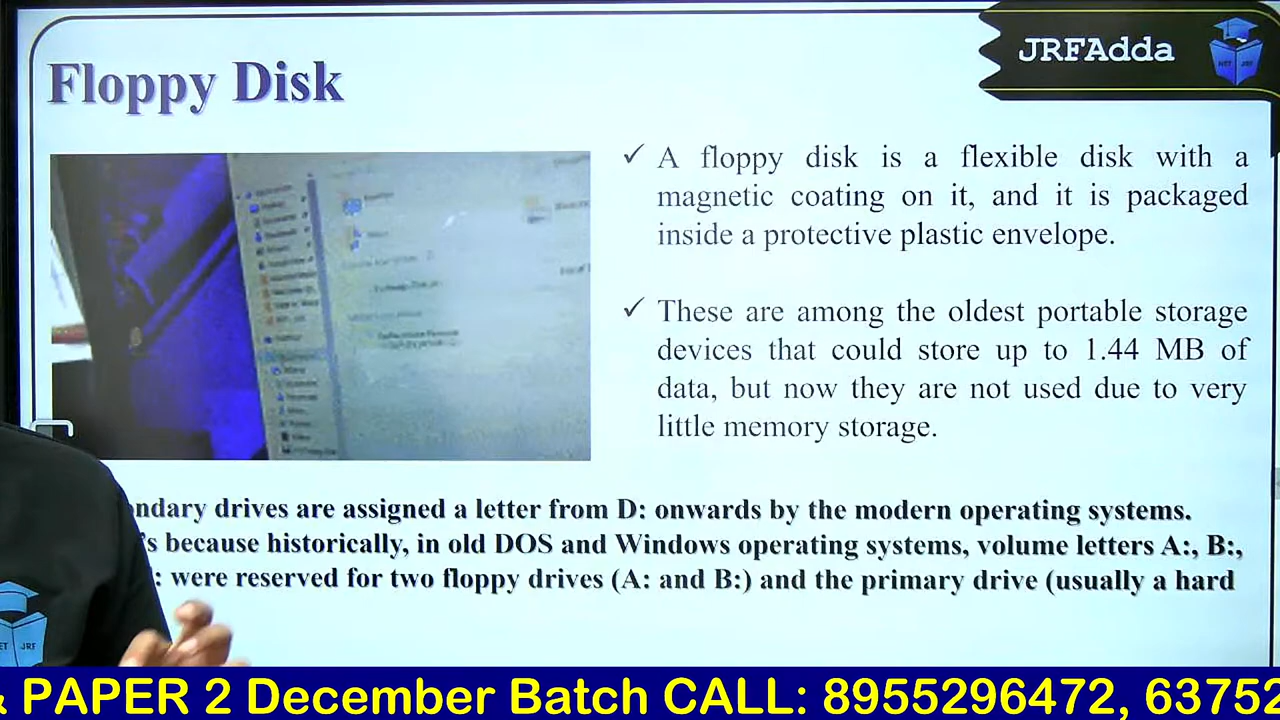 JRFAdda
NET JRF
Floppy Disk
✓ A floppy disk is a flexible disk with a
magnetic coating on it, and it is packaged
inside a protective plastic envelope.
✓ These are among the oldest portable storage
devices that could store up to 1.44 MB of
data, but now they are not used due to very
little memory storage.
drives are assigned a letter from D: onwards by the modern operating systems.
because historically, in old DOS and Windows operating systems, volume letters A:, B:,
: were reserved for two floppy drives (A: and B:) and the primary drive (usually a hard
JRF
& PAPER 2 December Batch CALL: 8955296472, 63752